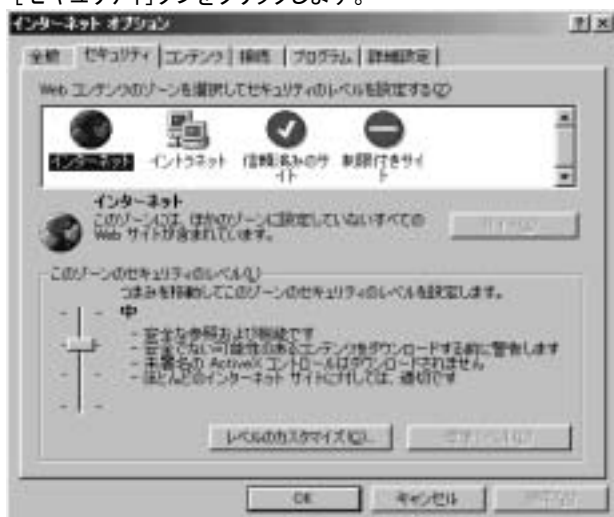 [セキュリティ]タブをクリックします。
インターネット オプション
全般 セキュリティ コンテンツ 接続 プログラム 詳細設定
Web コンテンツのゾーンを選択してセキュリティのレベルを設定する(Z)
インターネット イントラネット 信頼済みのサイト 制限付きサイト
インターネット
このゾーンには、ほかのゾーンに設定していないすべての
Web サイトが含まれています。
このゾーンのセキュリティのレベル(L)
つまみを移動してこのゾーンのセキュリティのレベルを設定します。
中
- 安全な参照および機能です
- 安全でない可能性のあるコンテンツをダウンロードする前に警告します
- 未署名の ActiveX コントロールはダウンロードされません
- ほとんどのインターネット サイトに対しては、適切です
レベルのカスタマイズ(C)...
OK キャンセル